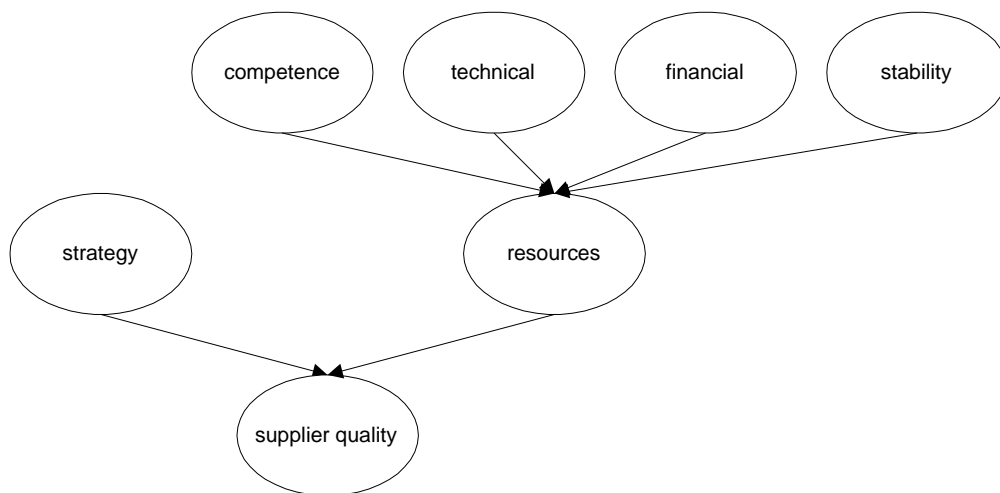 competence
technical
financial
stability
strategy
resources
supplier quality